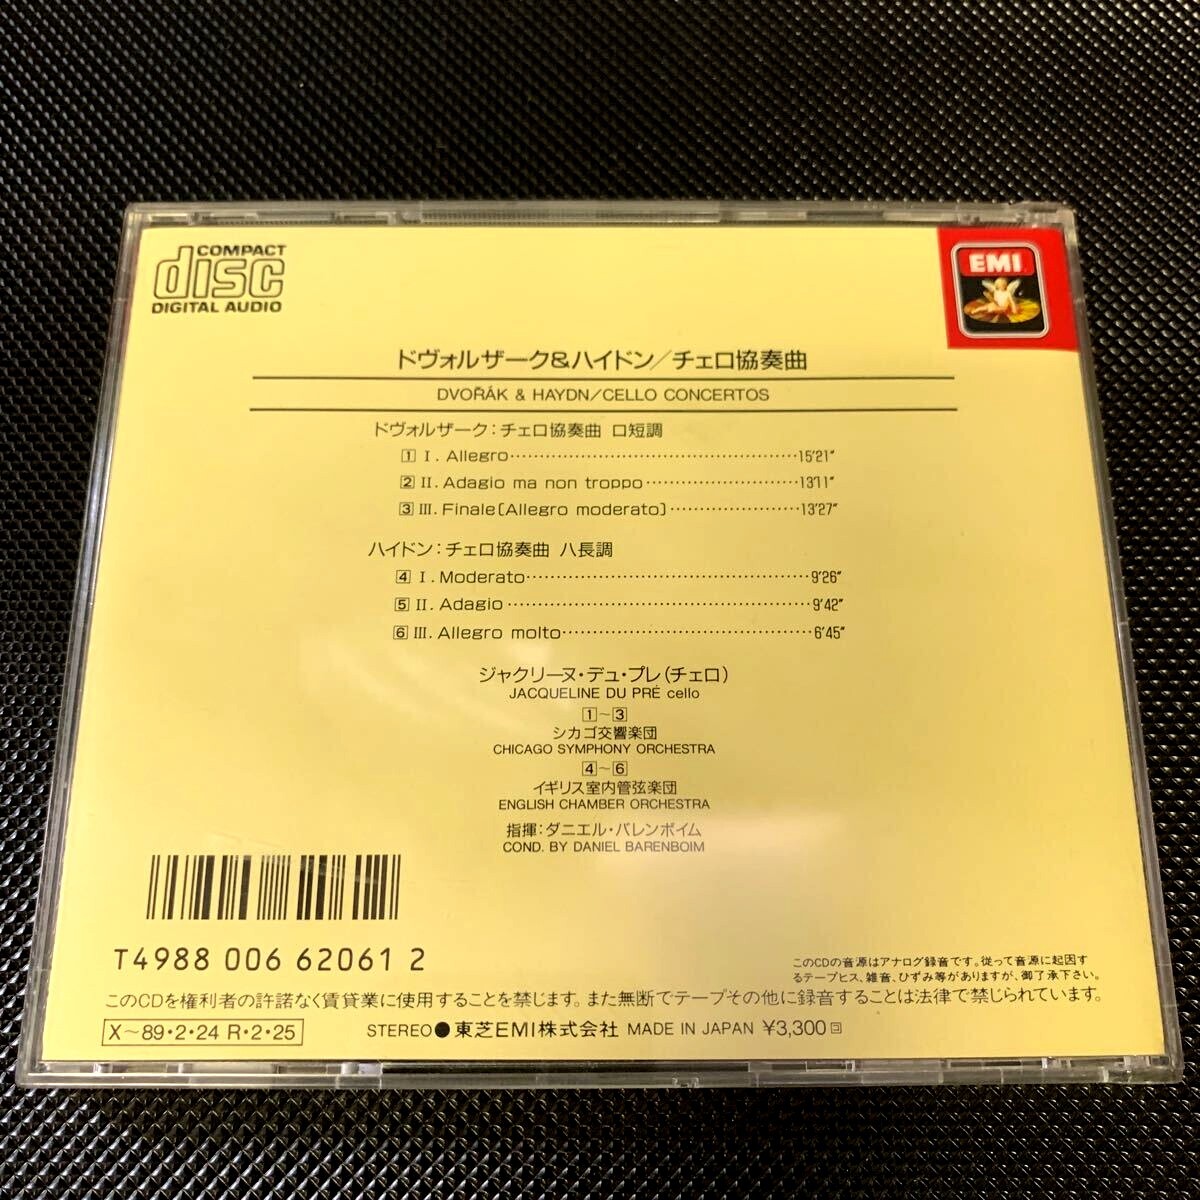 COMPACT
disc
DIGITAL AUDIO
EMI
ドヴォルザーク&ハイドン／チェロ協奏曲
DVOŘÁK & HAYDN/CELLO CONCERTOS
ドヴォルザーク：チェロ協奏曲 ロ短調
1 I. Allegro……………………………………15'21"
2 II. Adagio ma non troppo……………………13'11"
3 III. Finale[Allegro moderato]…………………13'27"
ハイドン：チェロ協奏曲 ハ長調
4 I. Moderato……………………………………9'26"
5 II. Adagio………………………………………9'42"
6 III. Allegro molto………………………………6'45"
ジャクリーヌ・デュ・プレ（チェロ）
JACQUELINE DU PRÉ cello
1～3
シカゴ交響楽団
CHICAGO SYMPHONY ORCHESTRA
4～6
イギリス室内管弦楽団
ENGLISH CHAMBER ORCHESTRA
指揮：ダニエル・バレンボイム
COND. BY DANIEL BARENBOIM
T4988 006 62061 2
このCDの音源はアナログ録音です。従って音源に起因す
るテープヒス、雑音、ひずみ等がありますが、御了承下さい。
このCDを権利者の許諾なく賃貸業に使用することを禁じます。また無断でテープその他に録音することは法律で禁じられています。
X～89・2・24 R・2・25
STEREO●東芝EMI株式会社 MADE IN JAPAN ¥3,300回